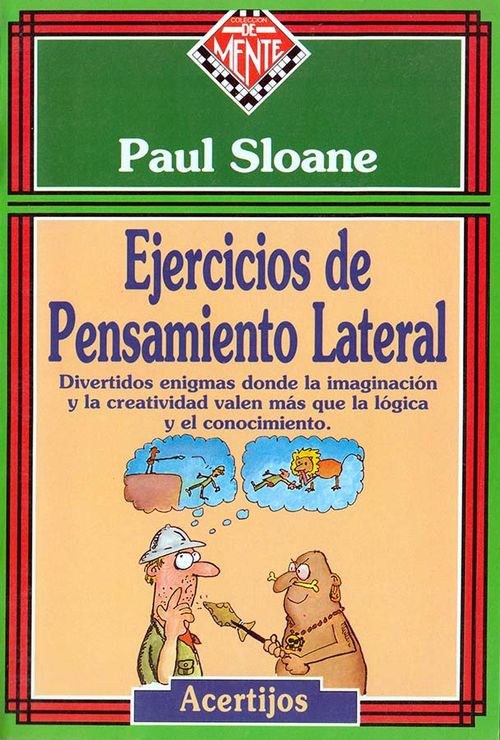 COLECCION
DE
MENTE
Paul Sloane
Ejercicios de
Pensamiento Lateral
Divertidos enigmas donde la imaginación
y la creatividad valen más que la lógica
y el conocimiento.
Acertijos